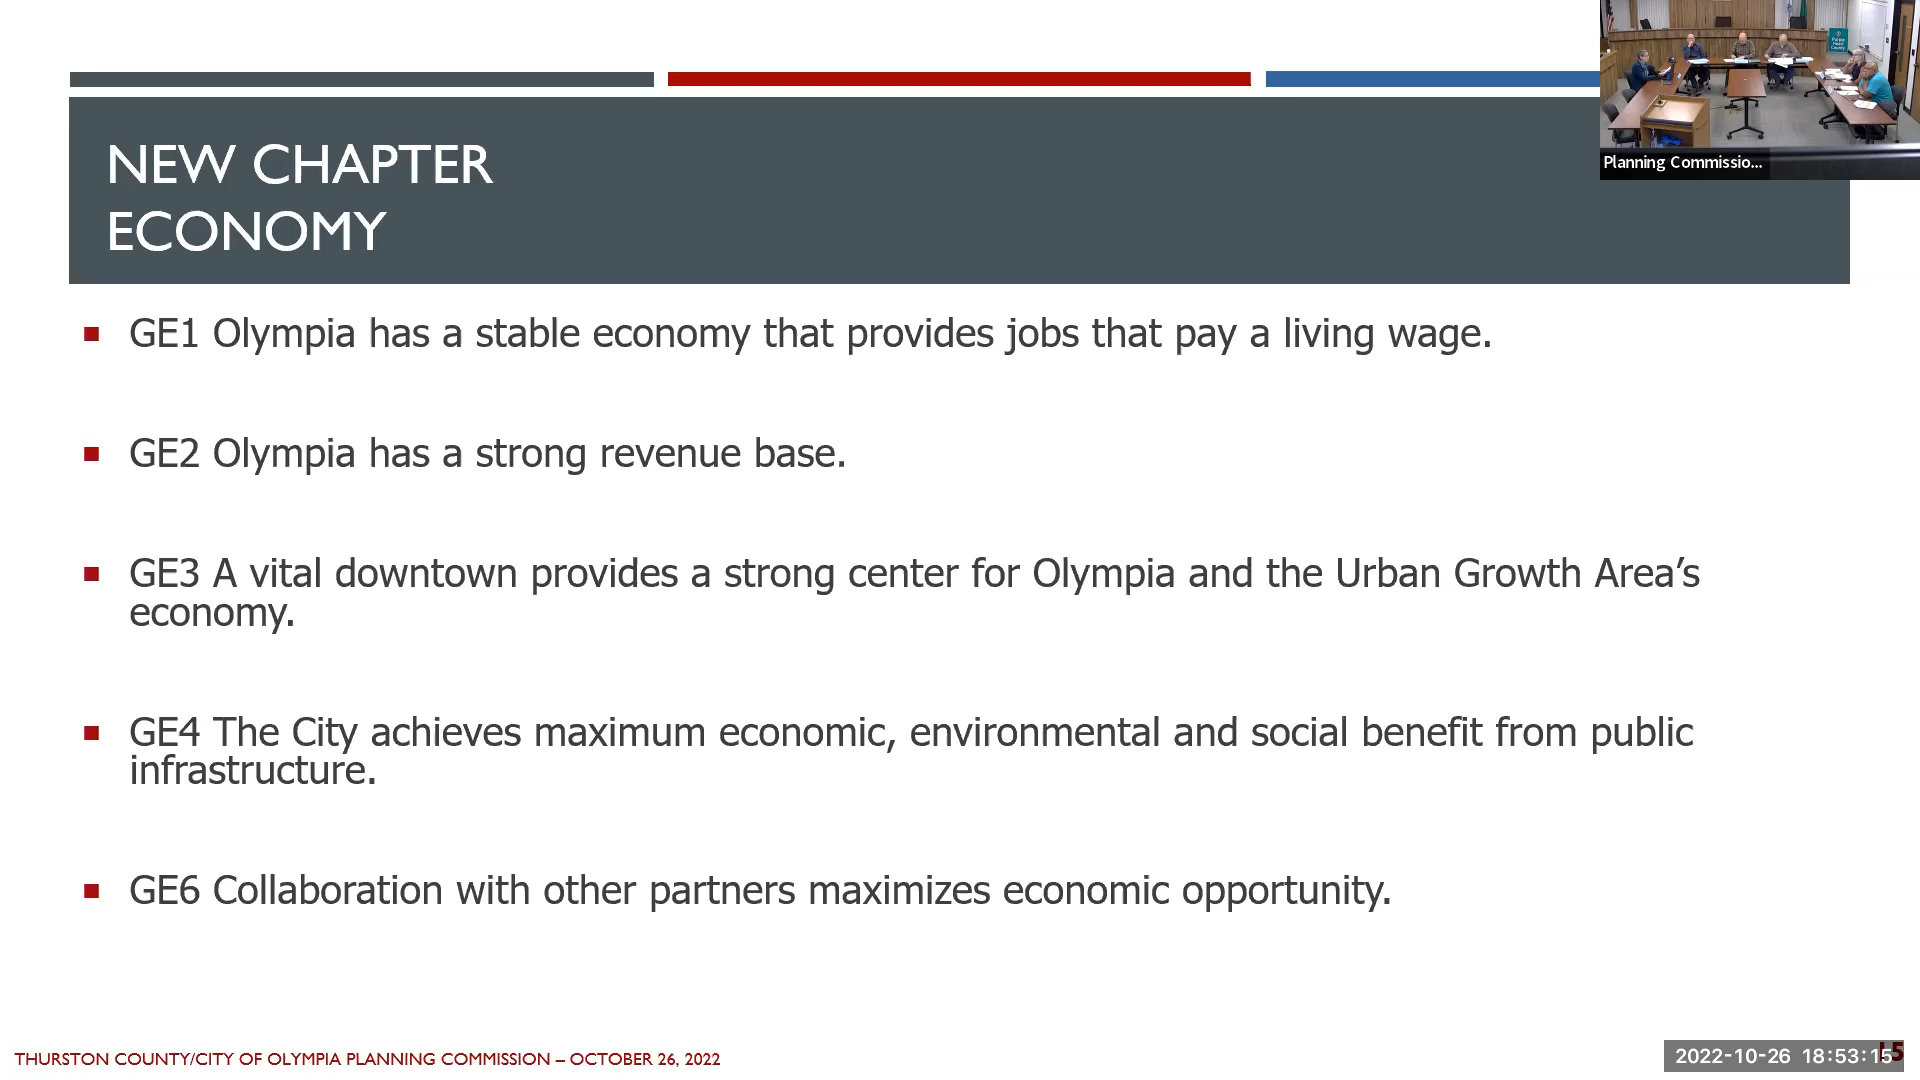 NEW CHAPTER
ECONOMY
Planning Commissio...
GE1 Olympia has a stable economy that provides jobs that pay a living wage.
GE2 Olympia has a strong revenue base.
GE3 A vital downtown provides a strong center for Olympia and the Urban Growth Area’s
economy.
GE4 The City achieves maximum economic, environmental and social benefit from public
infrastructure.
GE6 Collaboration with other partners maximizes economic opportunity.
THURSTON COUNTY/CITY OF OLYMPIA PLANNING COMMISSION – OCTOBER 26, 2022
2022-10-26 18:53:15